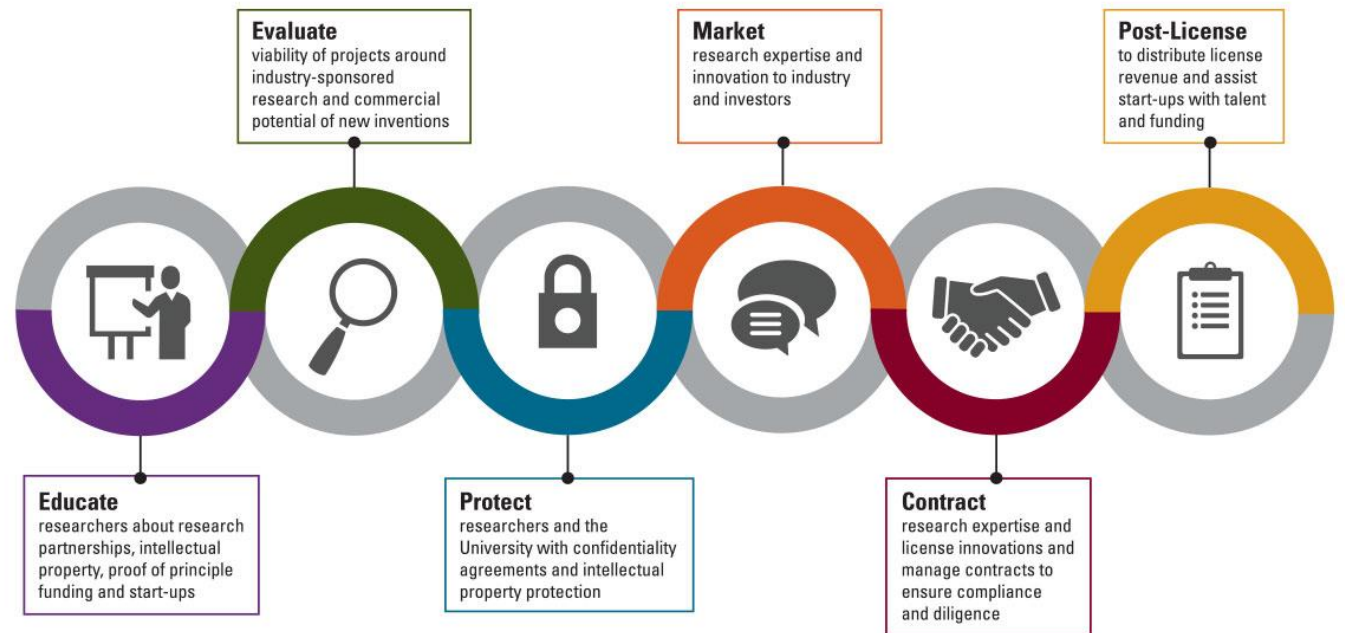 Evaluate
viability of projects around
industry-sponsored
research and commercial
potential of new inventions
Market
research expertise and
innovation to industry
and investors
Post-License
to distribute license
revenue and assist
start-ups with talent
and funding
Educate
researchers about research
partnerships, intellectual
property, proof of principle
funding and start-ups
Protect
researchers and the
University with confidentiality
agreements and intellectual
property protection
Contract
research expertise and
license innovations and
manage contracts to
ensure compliance
and diligence